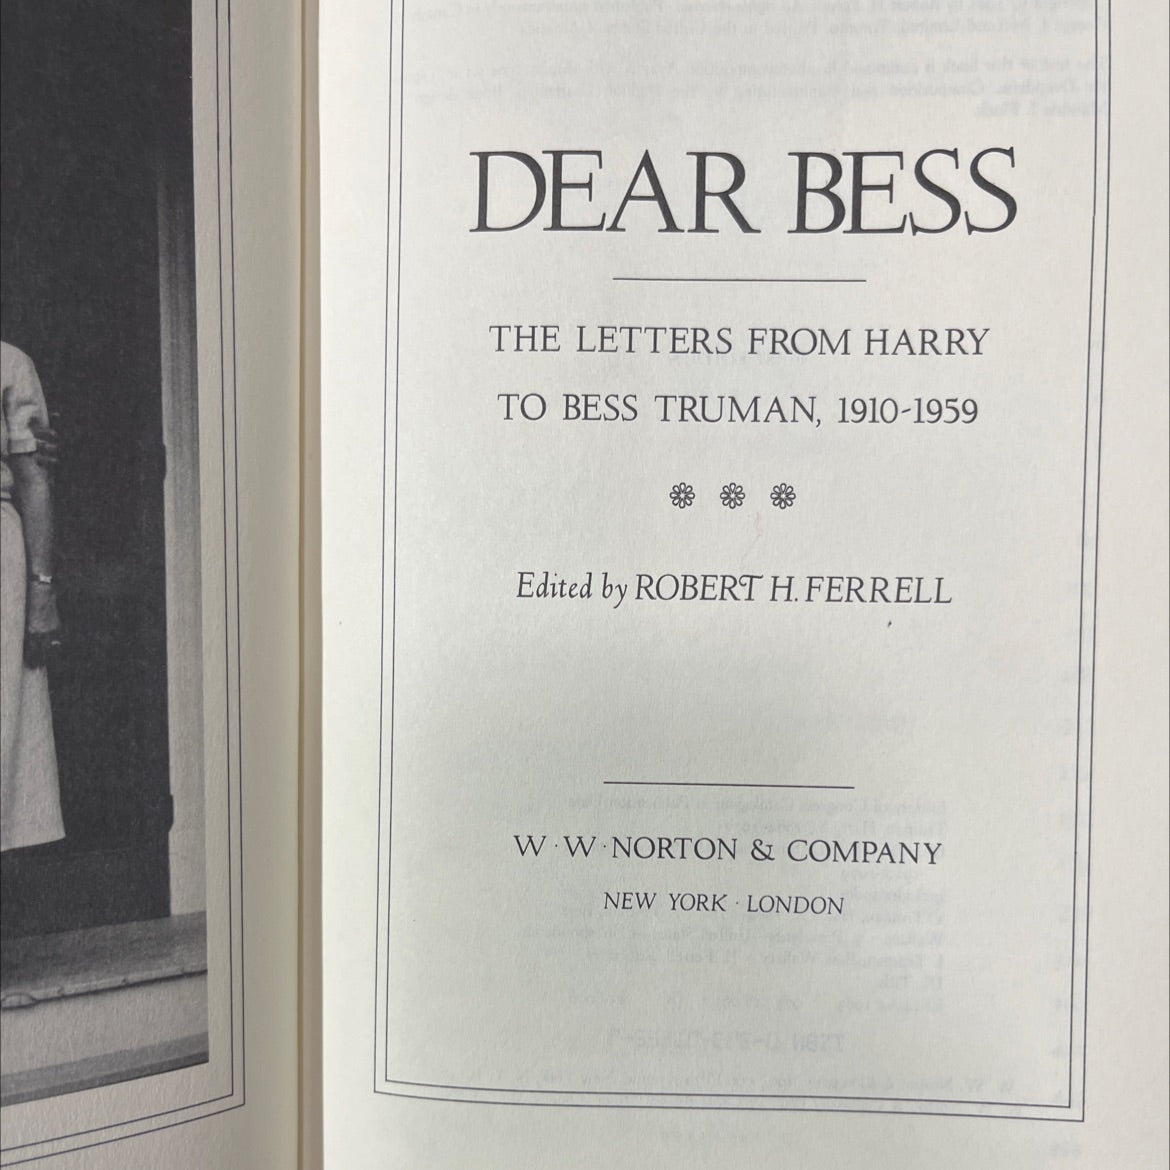 DEAR BESS
THE LETTERS FROM HARRY
TO BESS TRUMAN, 1910-1959
Edited by ROBERT H. FERRELL
W · W · NORTON & COMPANY
NEW YORK · LONDON